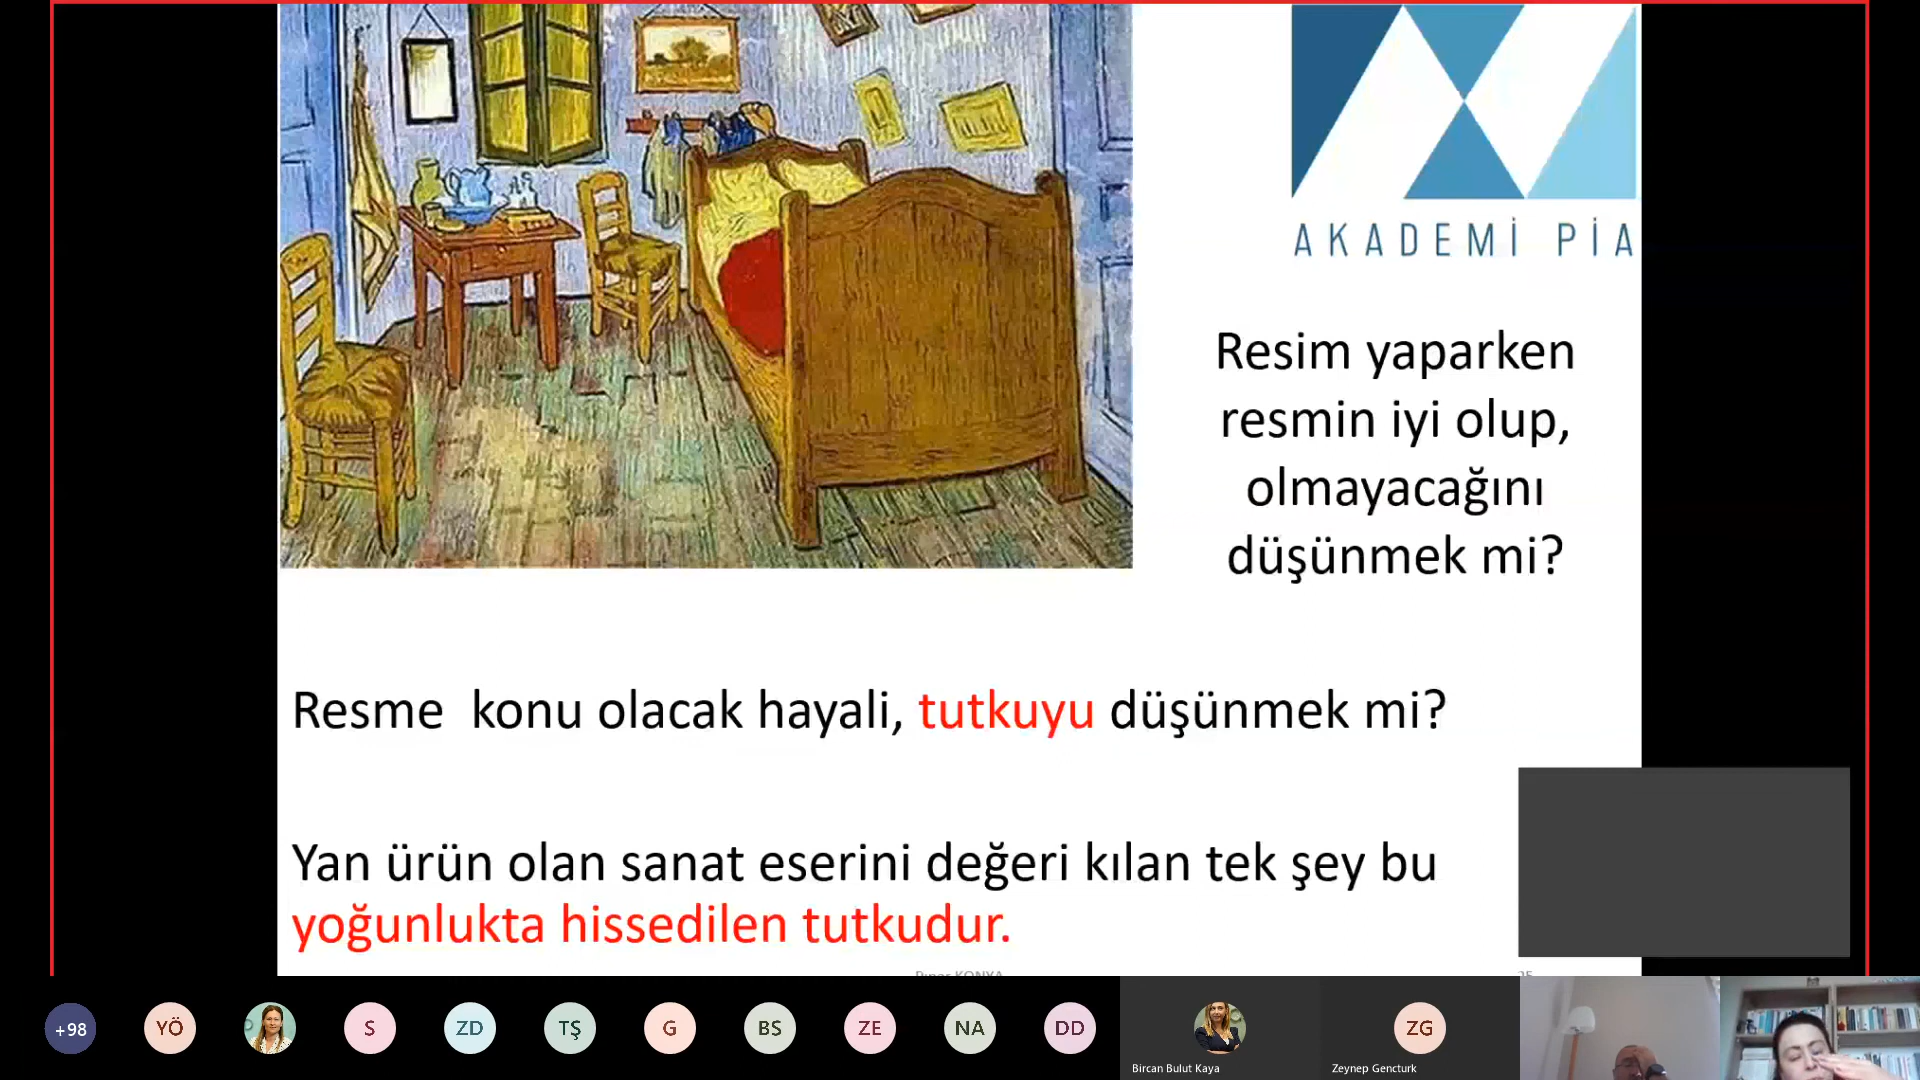 AKADEMİ PİA
Resim yaparken
resmin iyi olup,
olmayacağını
düşünmek mi?
Resme konu olacak hayali, tutkuyu düşünmek mi?
Yan ürün olan sanat eserini değeri kılan tek şey bu
yoğunlukta hissedilen tutkudur.
Pınar KONYA
+98
YÖ
S
ZD
TŞ
G
BS
ZE
NA
DD
ZG
Bircan Bulut Kaya
Zeynep Gencturk